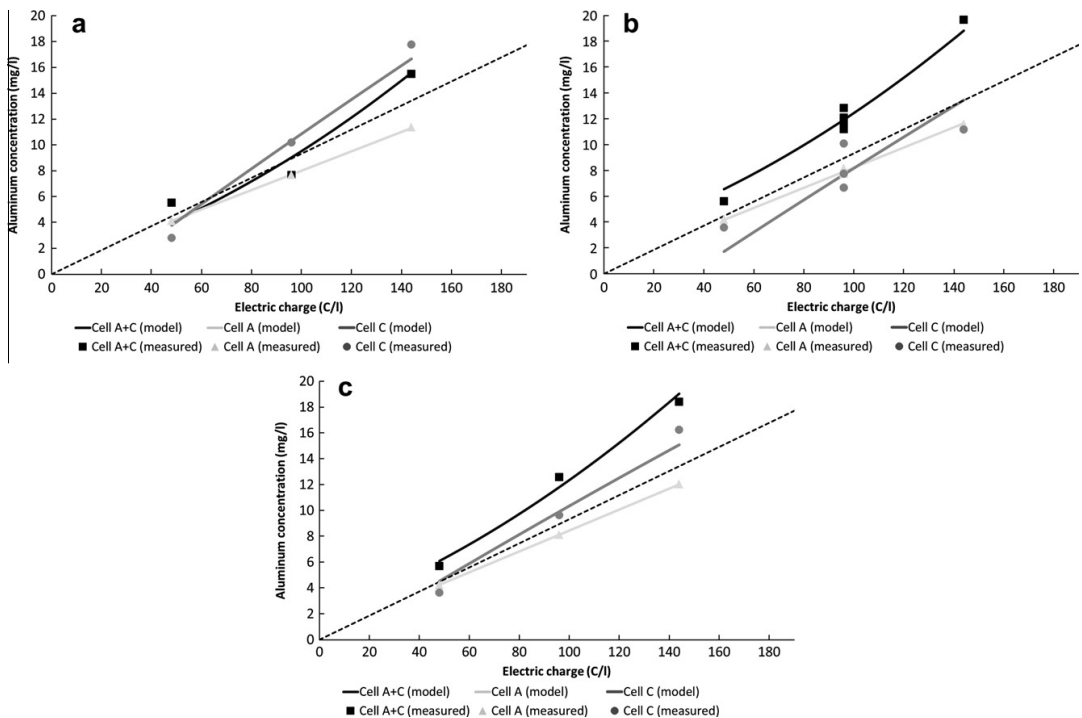 a
20
18
16
14
12
10
8
6
4
2
0
Aluminum concentration (mg/l)
0 20 40 60 80 100 120 140 160 180
Electric charge (C/l)
Cell A+C (model) Cell A (model) Cell C (model)
Cell A+C (measured) Cell A (measured) Cell C (measured)
b
20
18
16
14
12
10
8
6
4
2
0
Aluminum concentration (mg/l)
0 20 40 60 80 100 120 140 160 180
Electric charge (C/l)
Cell A+C (model) Cell A (model) Cell C (model)
Cell A+C (measured) Cell A (measured) Cell C (measured)
c
20
18
16
14
12
10
8
6
4
2
0
Aluminum concentration (mg/l)
0 20 40 60 80 100 120 140 160 180
Electric charge (C/l)
Cell A+C (model) Cell A (model) Cell C (model)
Cell A+C (measured) Cell A (measured) Cell C (measured)